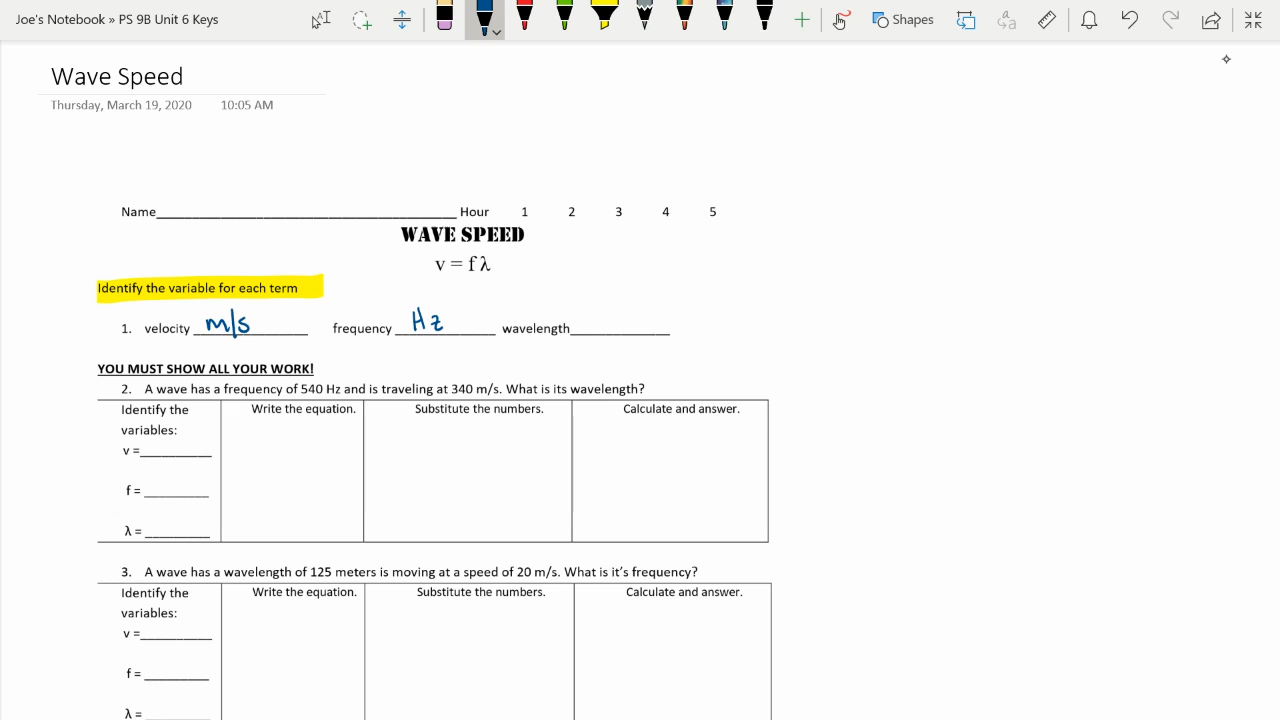 Joe's Notebook » PS 9B Unit 6 Keys
Shapes
Wave Speed
Thursday, March 19, 2020 10:05 AM
Name____________________ Hour 1 2 3 4 5
WAVE SPEED
v = f λ
Identify the variable for each term
1. velocity m/s frequency Hz wavelength__________
YOU MUST SHOW ALL YOUR WORK!
2. A wave has a frequency of 540 Hz and is traveling at 340 m/s. What is its wavelength?
Identify the variables: Write the equation. Substitute the numbers. Calculate and answer.
v =__________
f = _________
λ = _________
3. A wave has a wavelength of 125 meters is moving at a speed of 20 m/s. What is it's frequency?
Identify the variables: Write the equation. Substitute the numbers. Calculate and answer.
v =__________
f = _________
λ = _________